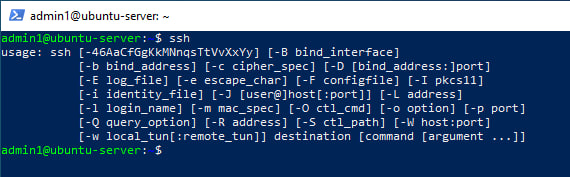 admin1@ubuntu-server: ~
admin1@ubuntu-server: $ ssh
usage: ssh [-46AaCfGgKkMNnqsTtVvXxYy] [-B bind_interface]
[-b bind_address] [-c cipher_spec] [-D [bind_address:]port]
[-E log_file] [-e escape_char] [-F configfile] [-I pkcs11]
[-i identity_file] [-J [user@]host[:port]] [-L address]
[-l login_name] [-m mac_spec] [-O ctl_cmd] [-o option] [-p port]
[-Q query_option] [-R address] [-S ctl_path] [-W host:port]
[-w local_tun[:remote_tun]] destination [command [argument ...]]
admin1@ubuntu-server: $